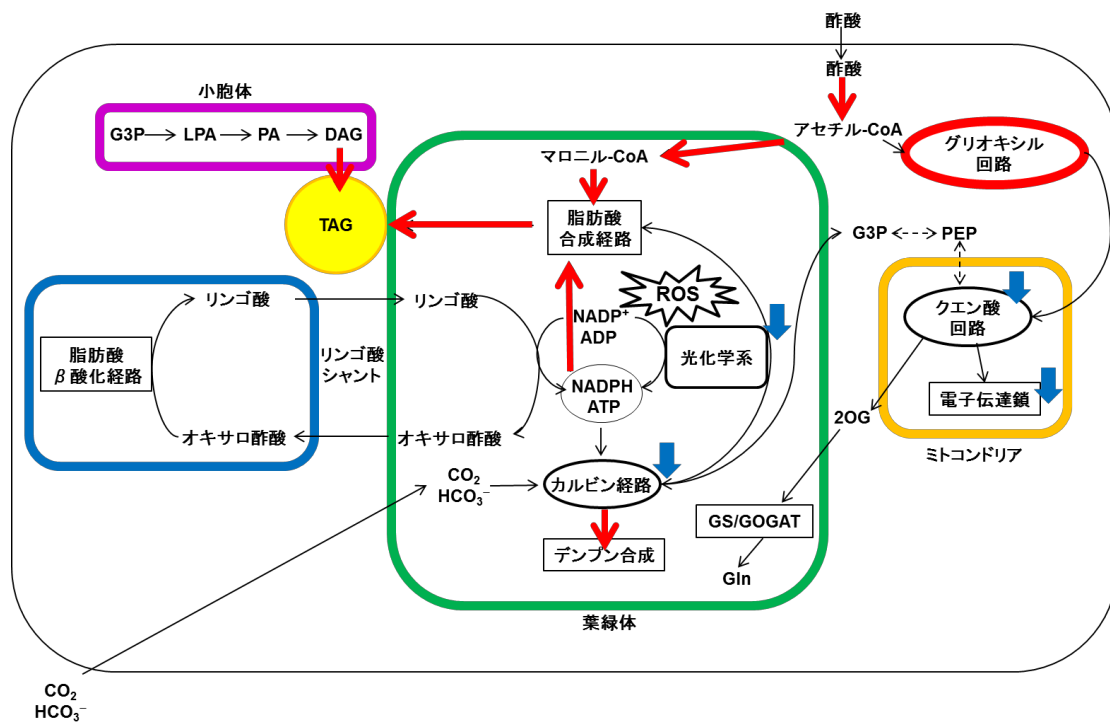 酢酸
酢酸
小胞体
G3P
LPA
PA
DAG
アセチル-CoA
グリオキシル
回路
マロニル-CoA
TAG
脂肪酸
合成経路
G3P
PEP
リンゴ酸
リンゴ酸
ROS
NADP⁺
ADP
クエン酸
回路
脂肪酸
β酸化経路
リンゴ酸
シャント
光化学系
NADPH
ATP
電子伝達鎖
オキサロ酢酸
オキサロ酢酸
2OG
ミトコンドリア
CO₂
HCO₃⁻
カルビン経路
GS/GOGAT
デンプン合成
Gln
葉緑体
CO₂
HCO₃⁻